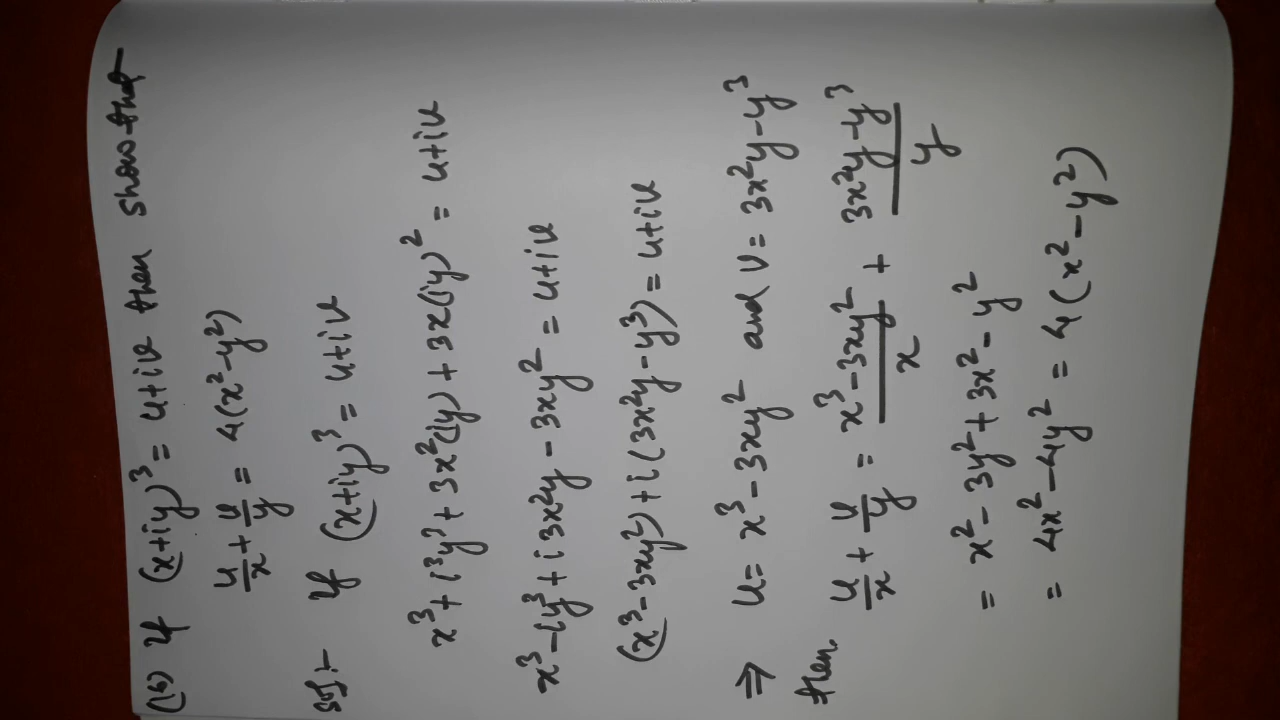 (15) If (x+iy)³ = u+iv then show that
u/x + v/y = 4(x²-y²)
Sol:- If (x+iy)³ = u+iv
x³ + i³y³ + 3x²(iy) + 3x(iy)² = u+iv
x³ - iy³ + i3x²y - 3xy² = u+iv
(x³-3xy²) + i(3x²y-y³) = u+iv
⇒ u = x³-3xy² and v = 3x²y-y³
then u/x + v/y = x³-3xy²/x + 3x²y-y³/y
= x² - 3y² + 3x² - y²
= 4x² - 4y² = 4(x²-y²)